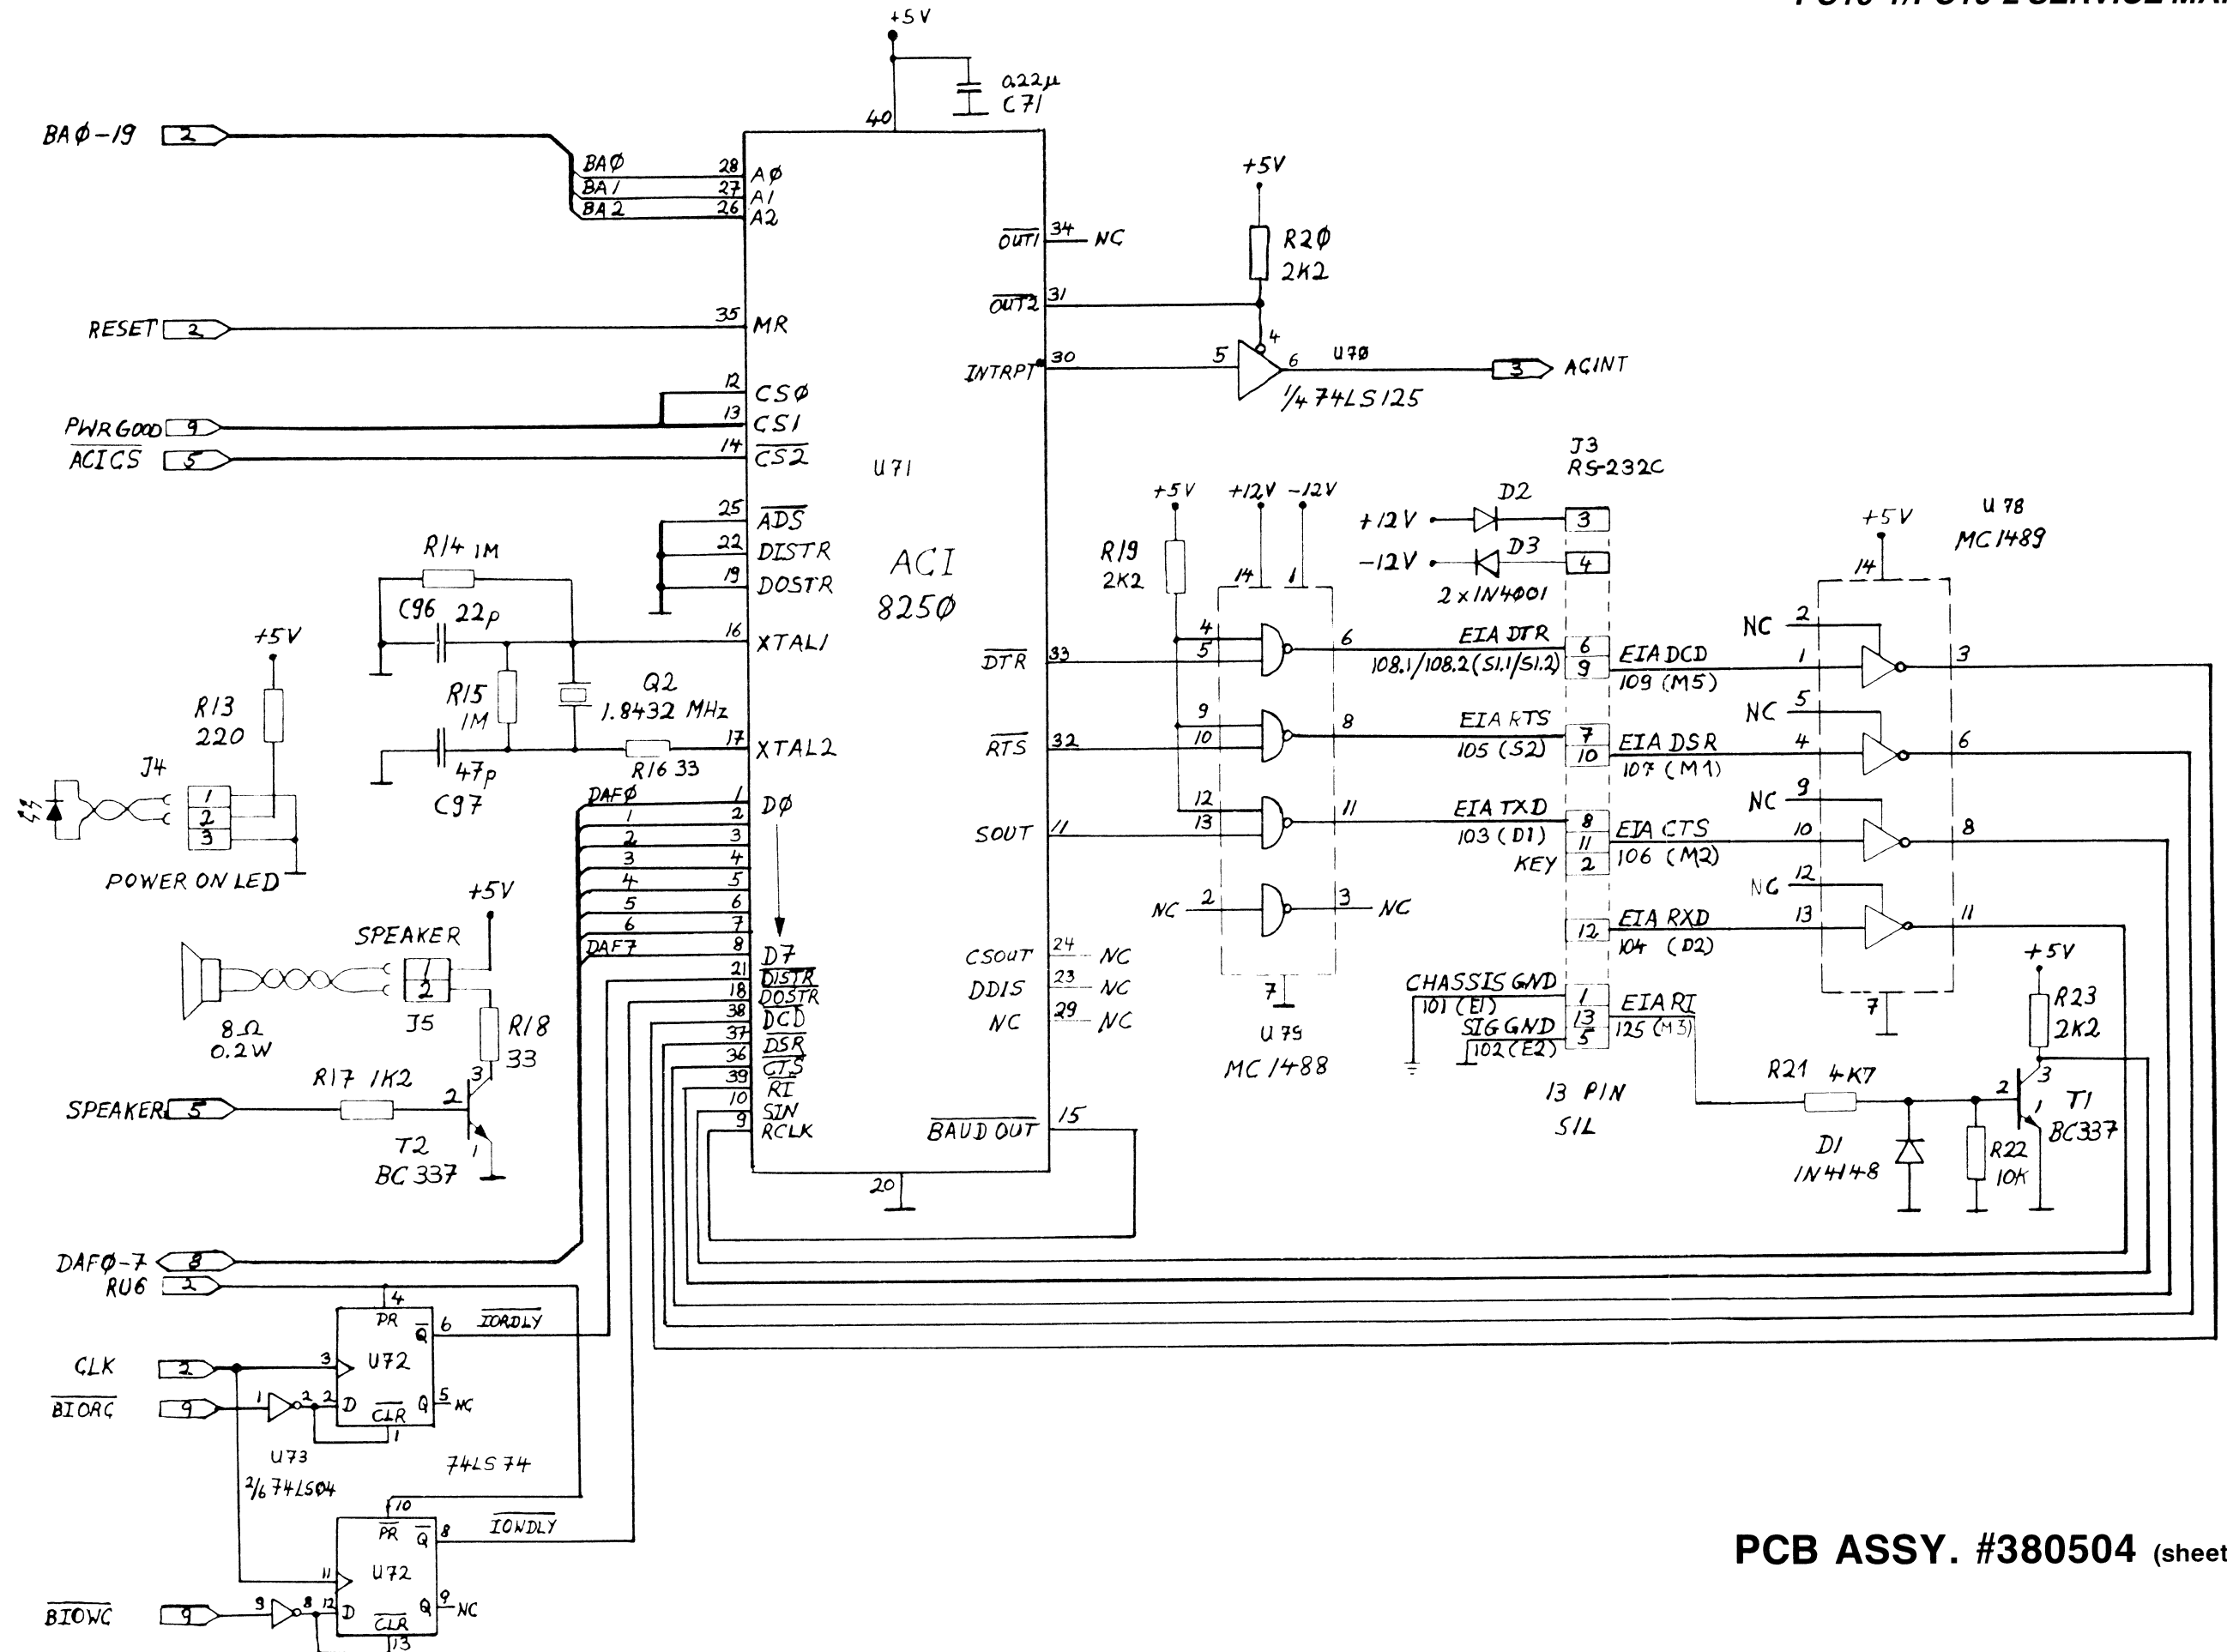 +5V
0.22µ
C71
40
BAØ-19 2
BAØ 28 AØ
BA1 27 A1
BA2 26 A2
+5V
OUT1 34 NC
R2Ø
2K2
RESET 2 35 MR
OUT2 31
4
INTRPT 30 5 6 U7Ø 3 ACINT
1/4 74LS125
12 CSØ
PWRGOOD 9 13 CS1
ACICS 5 14 CS2
U71
J3
RS-232C
+5V +12V -12V
D2
+12V 3
U78
MC1489
+5V
25 ADS
22 DISTR
19 DOSTR
ACI
825Ø
R14 1M
R19
2K2
14 1
-12V D3 4
2x1N4001
14
C96 22p
16 XTAL1
+5V
R13
220
R15
1M
Q2
1.8432 MHz
17 XTAL2
R16 33
47p
C97
DTR 33
4
5
6 EIA DTR 6
108.1/108.2(S1.1/S1.2) 9
EIA DCD
109 (M5)
NC 2
1 3
RTS 32
9
10
8 EIA RTS 7
105 (S2) 10
EIA DSR
107 (M1)
NC 5
4 6
J4
1
2
3
POWER ON LED
SOUT 11
12
13
11 EIA TXD 8
103 (D1) 11
KEY 2
EIA CTS
106 (M2)
NC 9
10 8
DAFØ 1 DØ
1 2
2 3
3 4
4 5
5 6
6 7
DAF7 8 D7
NC 2 3 NC
12 EIA RXD
104 (D2)
NC 12
13 11
+5V
SPEAKER
1
2
J5
8Ω
0.2W
R18
33
21 DISTR
18 DOSTR
38 DCD
37 DSR
36 CTS
39 RI
10 SIN
9 RCLK
CSOUT 24 NC
DDIS 23 NC
NC 29 NC
7
U79
MC1488
CHASSIS GND 1
101 (E1)
EIA RI
13 125 (M3)
SIG GND 5
102 (E2)
13 PIN
SIL
7
+5V
R23
2K2
R21 4K7
2 3
1
T1
BC337
D1
1N4148
R22
10K
SPEAKER 5
R17 1K2
2 3
1
T2
BC337
BAUD OUT 15
20
DAFØ-7 8
RU6 2
4
PR Q 6 IORDLY
CLK 2 3 U72
BIORC 9 1 2 2 D CLR Q 5 NC
1
U73
2/6 74LSØ4
74LS74
10
PR Q 8 IOWDLY
11 U72
BIOWC 9 9 8 12 D CLR Q 9 NC
13
PCB ASSY. #380504 (sheet